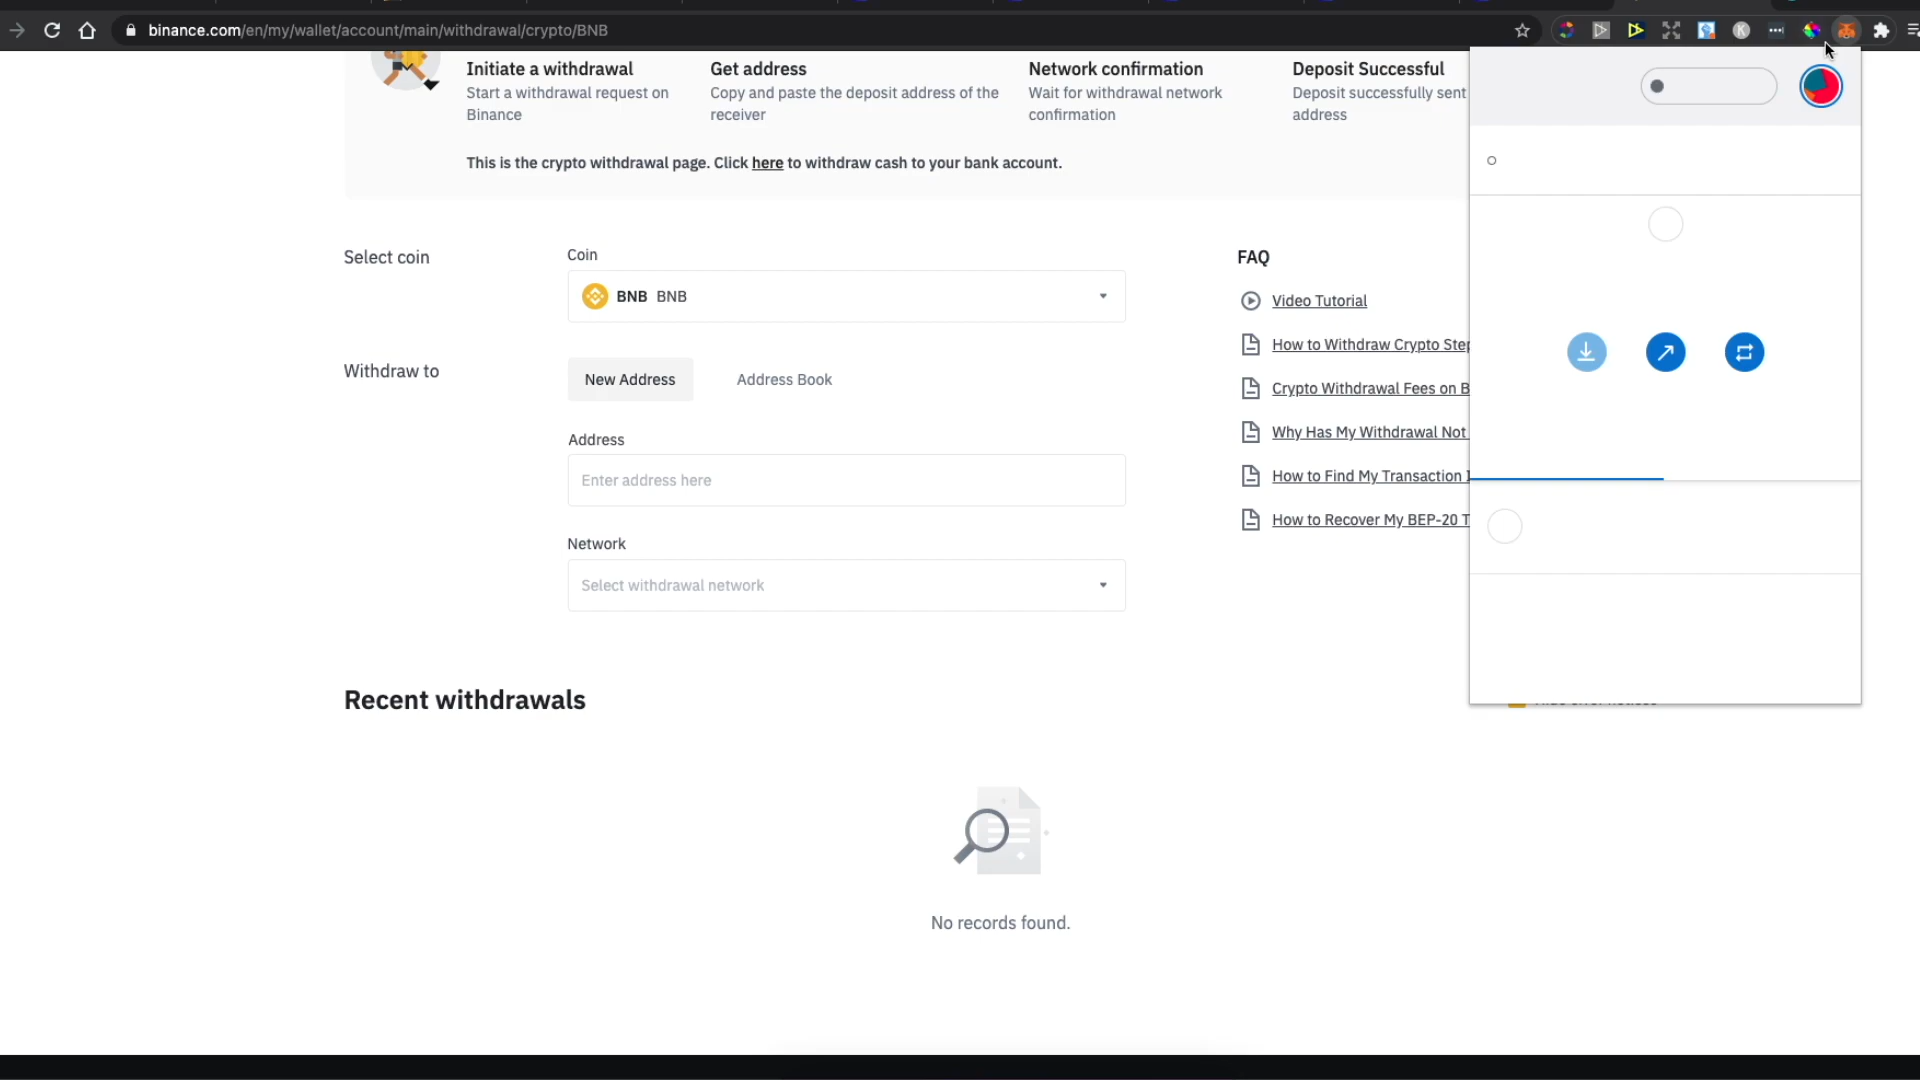 binance.com/en/my/wallet/account/main/withdrawal/crypto/BNB
Initiate a withdrawal
Start a withdrawal request on
Binance
Get address
Copy and paste the deposit address of the
receiver
Network confirmation
Wait for withdrawal network
confirmation
Deposit Successful
Deposit successfully sent
address
This is the crypto withdrawal page. Click here to withdraw cash to your bank account.
Select coin
Coin
BNB BNB
Withdraw to
New Address
Address Book
Address
Enter address here
Network
Select withdrawal network
FAQ
Video Tutorial
How to Withdraw Crypto Step
Crypto Withdrawal Fees on B
Why Has My Withdrawal Not
How to Find My Transaction I
How to Recover My BEP-20 T
Recent withdrawals
No records found.